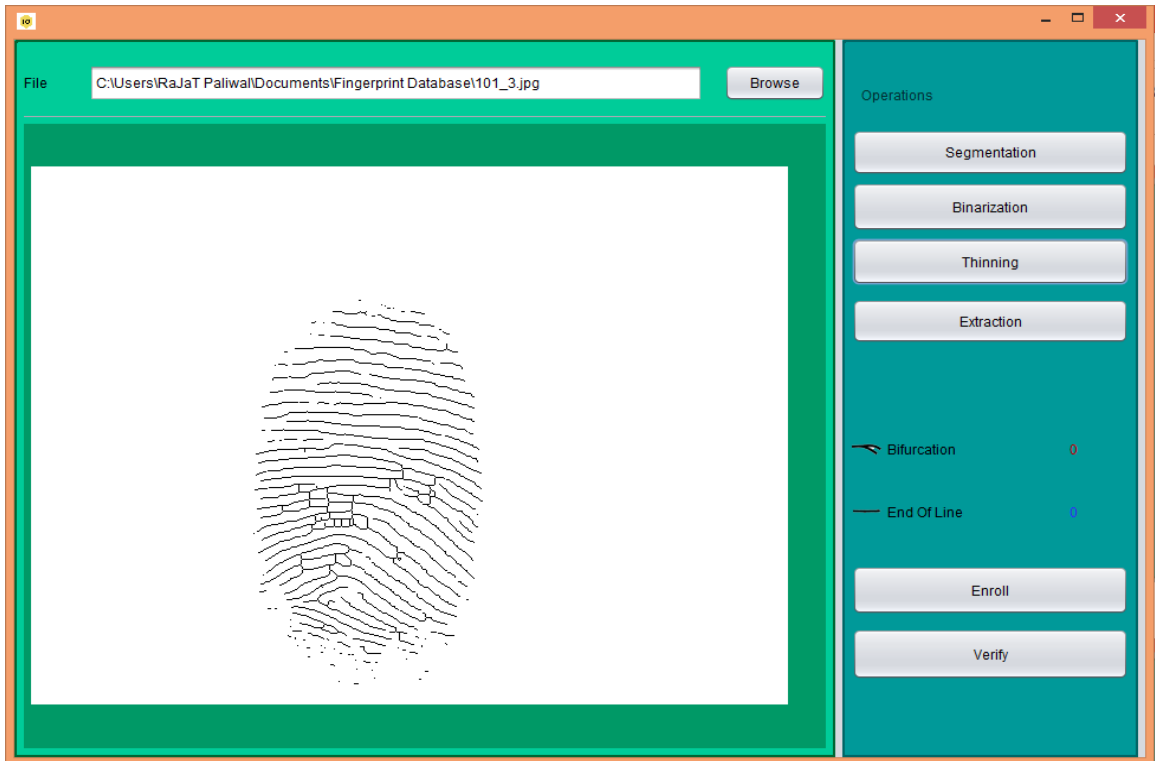 File
C:\Users\RaJaT Paliwal\Documents\Fingerprint Database\101_3.jpg
Browse
Operations
Segmentation
Binarization
Thinning
Extraction
Bifurcation 0
End Of Line 0
Enroll
Verify